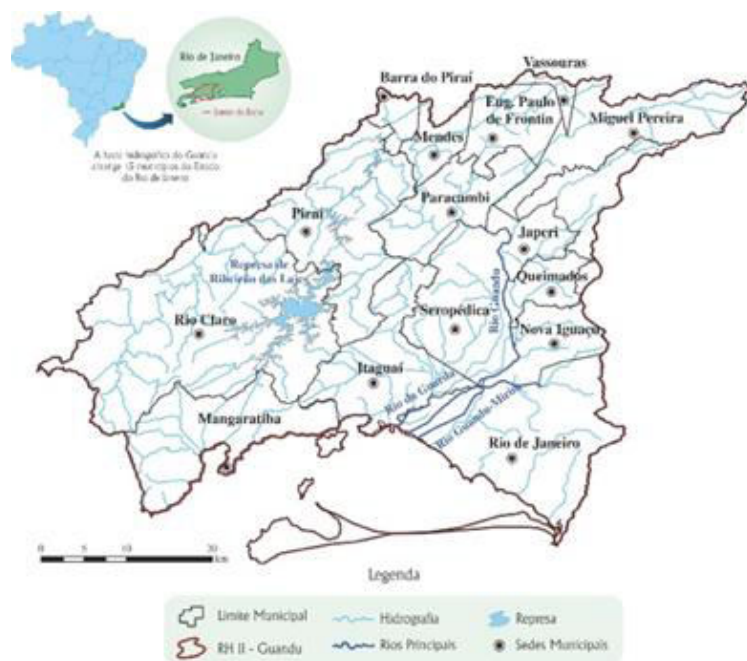 Rio de Janeiro
A bacia hidrográfica do Guandu
abrange 15 municípios do Estado
do Rio de Janeiro
Vassouras
Barra do Piraí
Eng. Paulo
de Frontin
Miguel Pereira
Mendes
Paracambi
Piraí
Japeri
Represa de
Ribeirão das Lajes
Queimados
Rio Guandu
Rio Claro
Seropédica
Nova Iguaçu
Itaguaí
Rio da Guarda
Mangaratiba
Rio Guandu-Mirim
Rio de Janeiro
0 5 10 20
km
Legenda
Limite Municipal
Hidrografia
Represa
RH II - Guandu
Rios Principais
Sedes Municipais